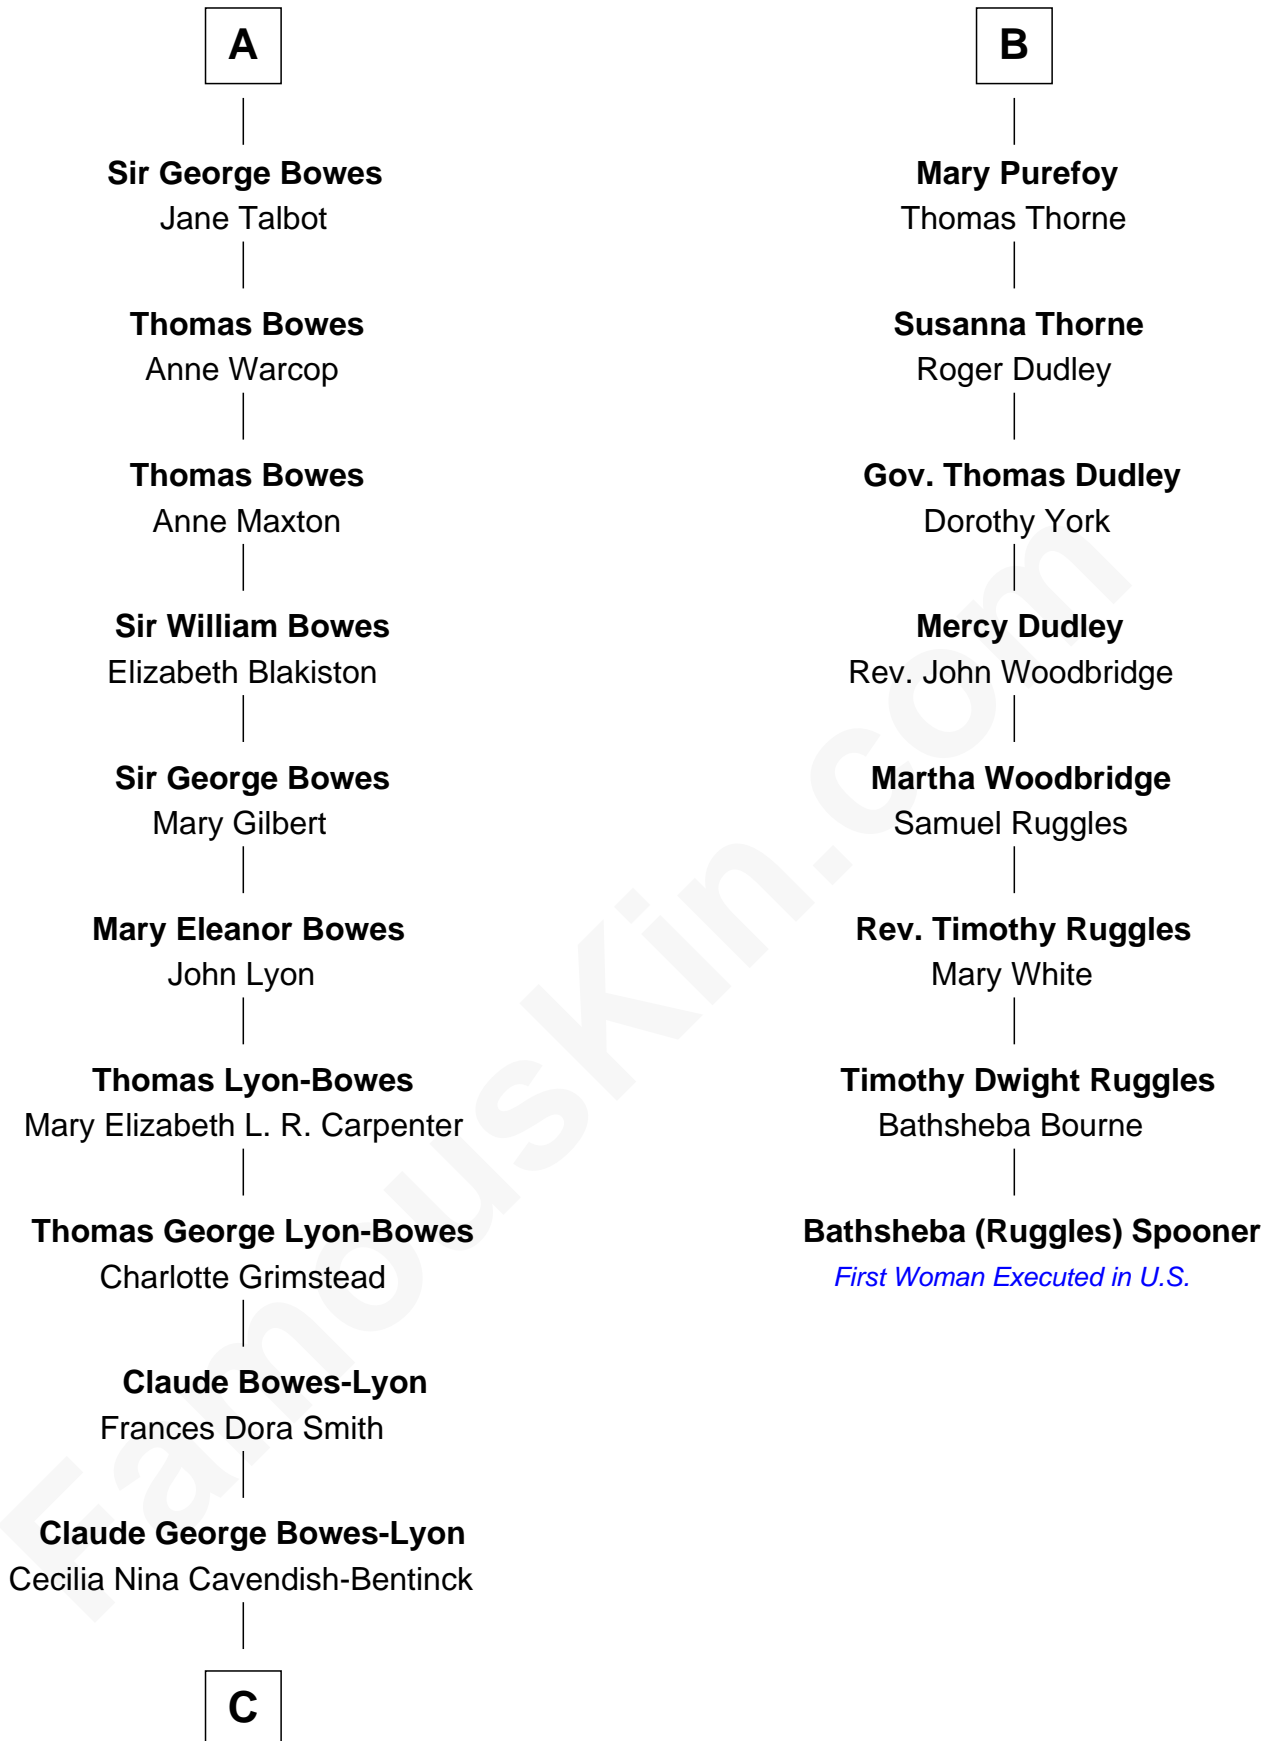 A
Sir George Bowes
Jane Talbot
Thomas Bowes
Anne Warcop
Thomas Bowes
Anne Maxton
Sir William Bowes
Elizabeth Blakiston
Sir George Bowes
Mary Gilbert
Mary Eleanor Bowes
John Lyon
Thomas Lyon-Bowes
Mary Elizabeth L. R. Carpenter
Thomas George Lyon-Bowes
Charlotte Grimstead
Claude Bowes-Lyon
Frances Dora Smith
Claude George Bowes-Lyon
Cecilia Nina Cavendish-Bentinck
C
B
Mary Purefoy
Thomas Thorne
Susanna Thorne
Roger Dudley
Gov. Thomas Dudley
Dorothy York
Mercy Dudley
Rev. John Woodbridge
Martha Woodbridge
Samuel Ruggles
Rev. Timothy Ruggles
Mary White
Timothy Dwight Ruggles
Bathsheba Bourne
Bathsheba (Ruggles) Spooner
First Woman Executed in U.S.
FamousKin.com